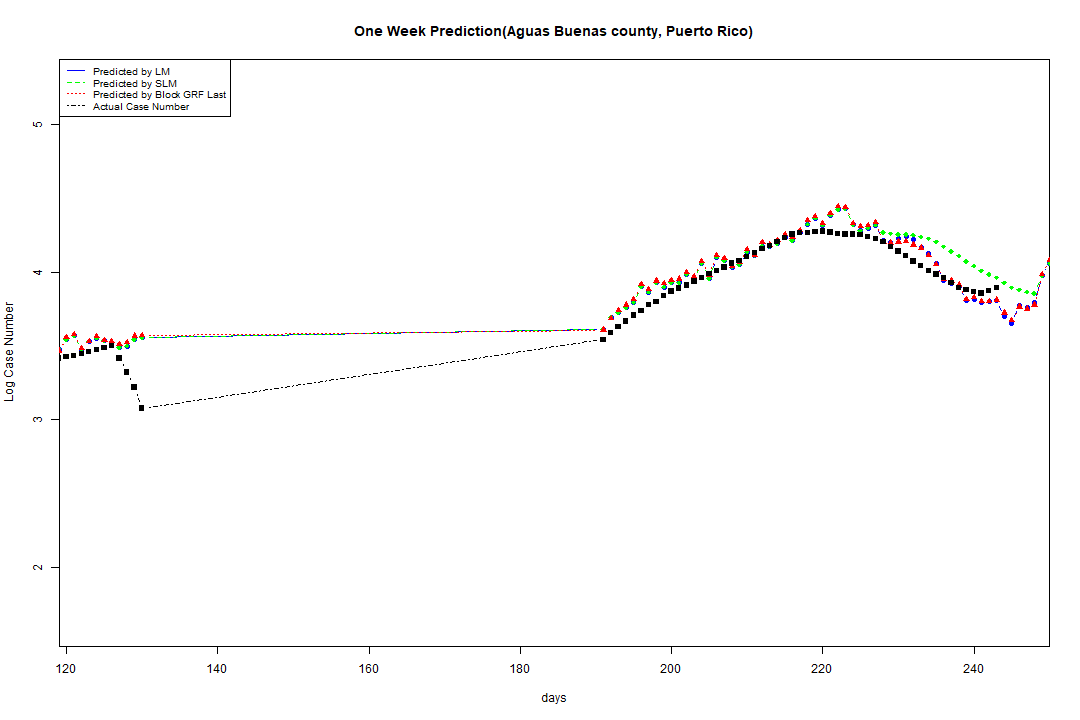 One Week Prediction(Aguas Buenas county, Puerto Rico)
Predicted by LM
Predicted by SLM
Predicted by Block GRF Last
Actual Case Number
Log Case Number
5
4
3
2
120 140 160 180 200 220 240
days